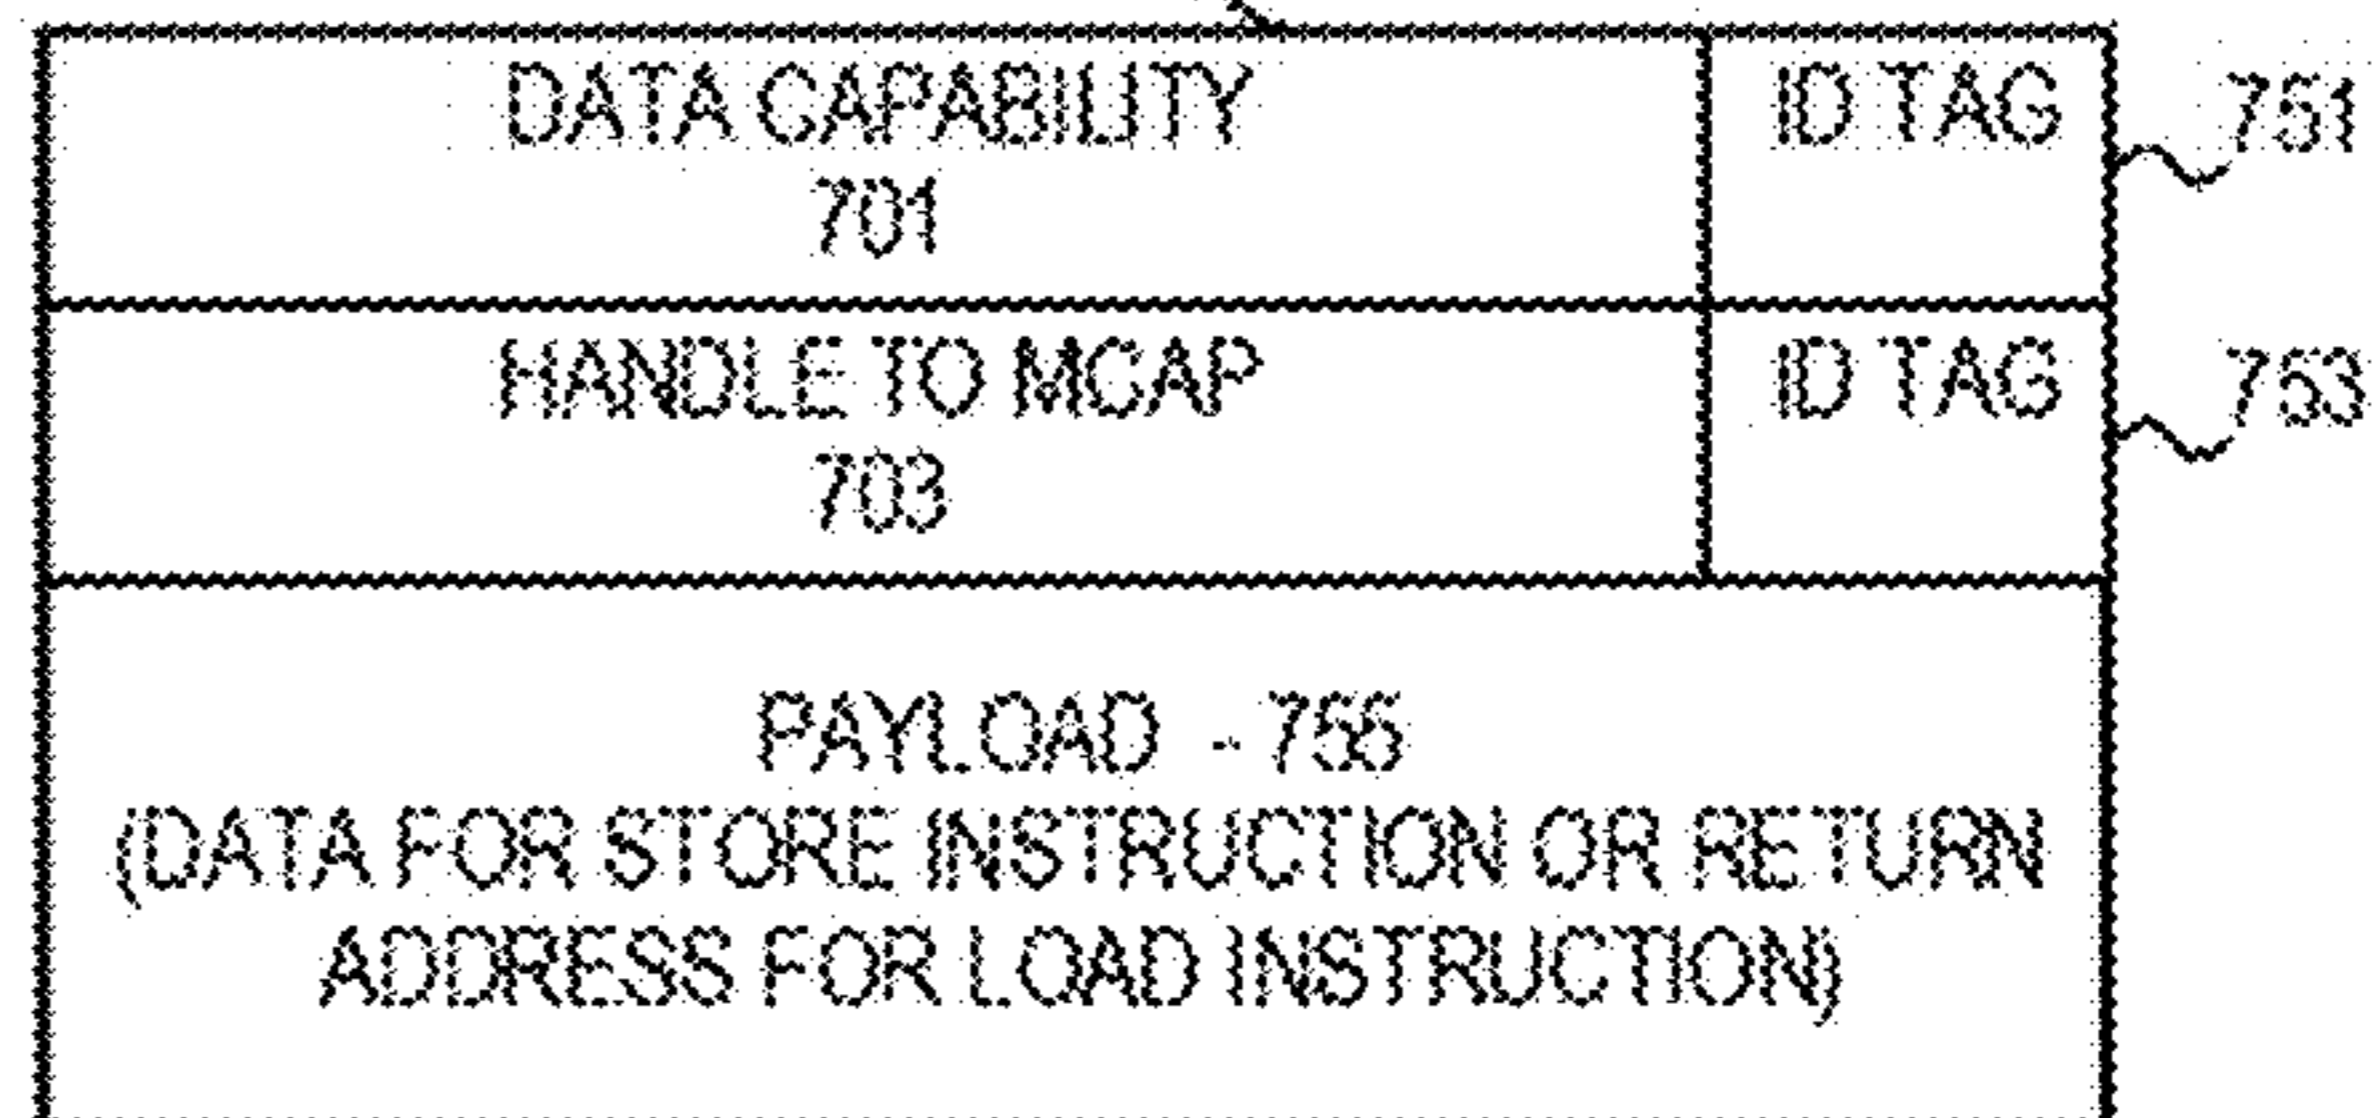 DATA CAPABILITY
701
ID TAG
751
HANDLE TO MCAP
703
ID TAG
753
PAYLOAD - 755
(DATA FOR STORE INSTRUCTION OR RETURN
ADDRESS FOR LOAD INSTRUCTION)